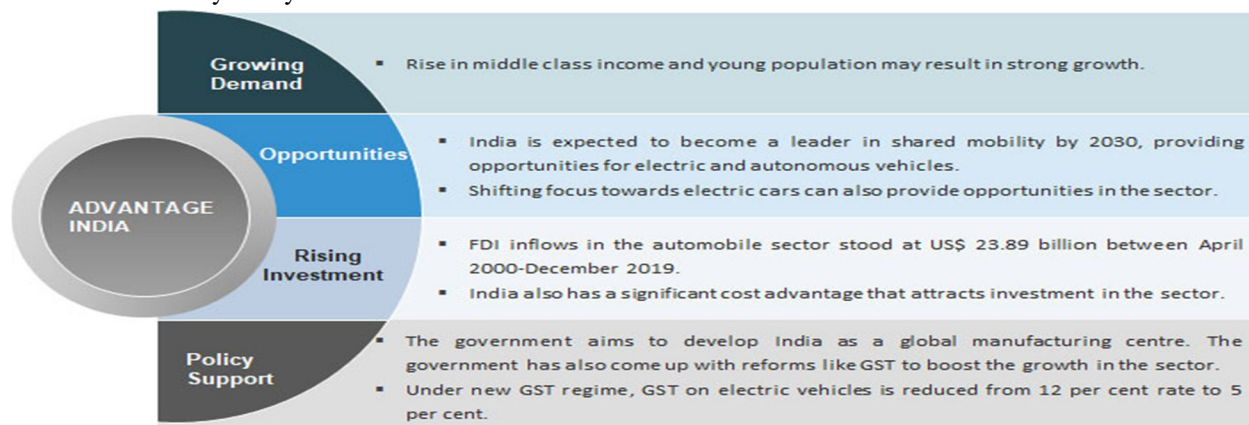 Growing
Demand
▪ Rise in middle class income and young population may result in strong growth.
ADVANTAGE
INDIA
Opportunities
▪ India is expected to become a leader in shared mobility by 2030, providing
opportunities for electric and autonomous vehicles.
▪ Shifting focus towards electric cars can also provide opportunities in the sector.
Rising
Investment
▪ FDI inflows in the automobile sector stood at US$ 23.89 billion between April
2000-December 2019.
▪ India also has a significant cost advantage that attracts investment in the sector.
Policy
Support
▪ The government aims to develop India as a global manufacturing centre. The
government has also come up with reforms like GST to boost the growth in the sector.
▪ Under new GST regime, GST on electric vehicles is reduced from 12 per cent rate to 5
per cent.